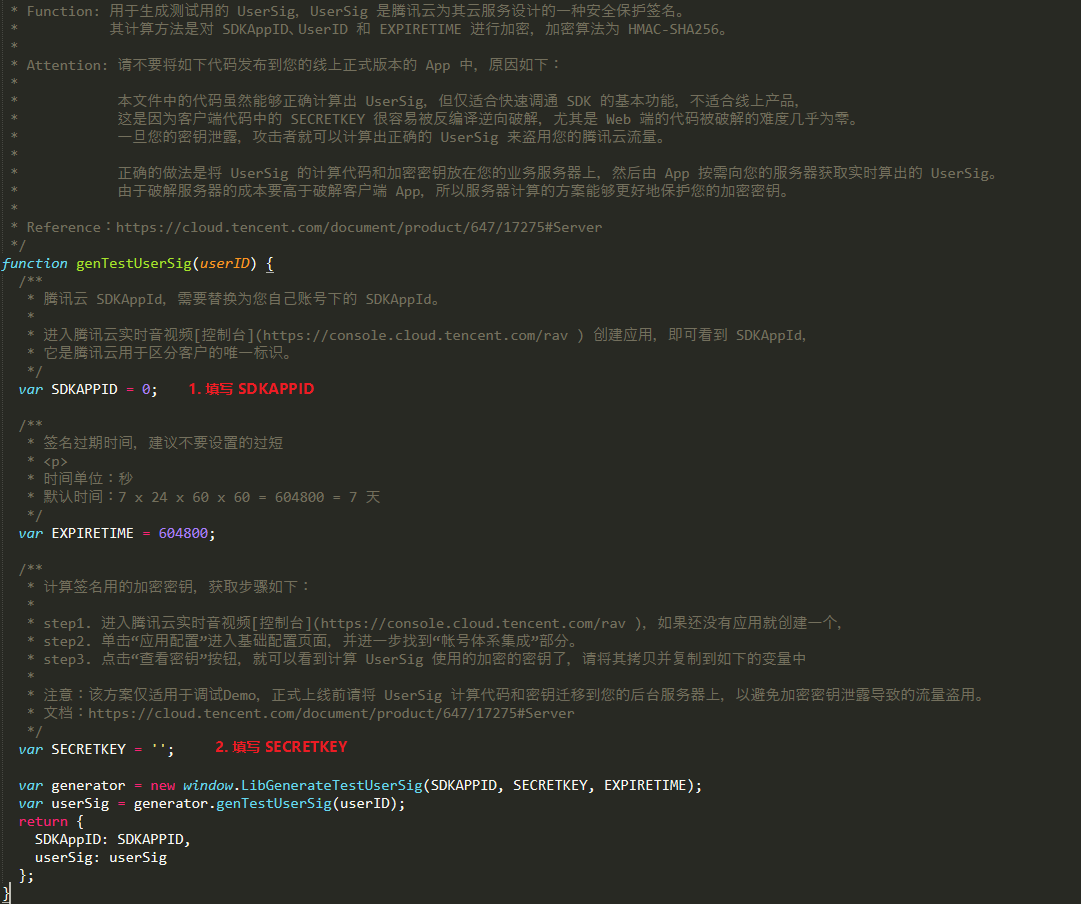 * Function: 用于生成测试用的 UserSig, UserSig 是腾讯云为其云服务设计的一种安全保护签名。
* 其计算方法是对 SDKAppID、UserID 和 EXPIRETIME 进行加密, 加密算法为 HMAC-SHA256。
*
* Attention: 请不要将如下代码发布到您的线上正式版本的 App 中, 原因如下：
*
* 本文件中的代码虽然能够正确计算出 UserSig, 但仅适合快速调通 SDK 的基本功能, 不适合线上产品,
* 这是因为客户端代码中的 SECRETKEY 很容易被反编译逆向破解, 尤其是 Web 端的代码被破解的难度几乎为零。
* 一旦您的密钥泄露, 攻击者就可以计算出正确的 UserSig 来盗用您的腾讯云流量。
*
* 正确的做法是将 UserSig 的计算代码和加密密钥放在您的业务服务器上, 然后由 App 按需向您的服务器获取实时算出的 UserSig。
* 由于破解服务器的成本要高于破解客户端 App, 所以服务器计算的方案能够更好地保护您的加密密钥。
*
* Reference：https://cloud.tencent.com/document/product/647/17275#Server
*/
function genTestUserSig(userID) {
/**
* 腾讯云 SDKAppId, 需要替换为您自己账号下的 SDKAppId。
*
* 进入腾讯云实时音视频[控制台](https://console.cloud.tencent.com/rav ) 创建应用, 即可看到 SDKAppId,
* 它是腾讯云用于区分客户的唯一标识。
*/
var SDKAPPID = 0; 1. 填写 SDKAPPID
/**
* 签名过期时间, 建议不要设置的过短
* <p>
* 时间单位：秒
* 默认时间：7 x 24 x 60 x 60 = 604800 = 7 天
*/
var EXPIRETIME = 604800;
/**
* 计算签名用的加密密钥, 获取步骤如下：
*
* step1. 进入腾讯云实时音视频[控制台](https://console.cloud.tencent.com/rav ), 如果还没有应用就创建一个,
* step2. 单击“应用配置”进入基础配置页面, 并进一步找到“帐号体系集成”部分。
* step3. 点击“查看密钥”按钮, 就可以看到计算 UserSig 使用的加密的密钥了, 请将其拷贝并复制到如下的变量中
*
* 注意：该方案仅适用于调试Demo, 正式上线前请将 UserSig 计算代码和密钥迁移到您的后台服务器上, 以避免加密密钥泄露导致的流量盗用。
* 文档：https://cloud.tencent.com/document/product/647/17275#Server
*/
var SECRETKEY = ''; 2. 填写 SECRETKEY
var generator = new window.LibGenerateTestUserSig(SDKAPPID, SECRETKEY, EXPIRETIME);
var userSig = generator.genTestUserSig(userID);
return {
SDKAppID: SDKAPPID,
userSig: userSig
};
}